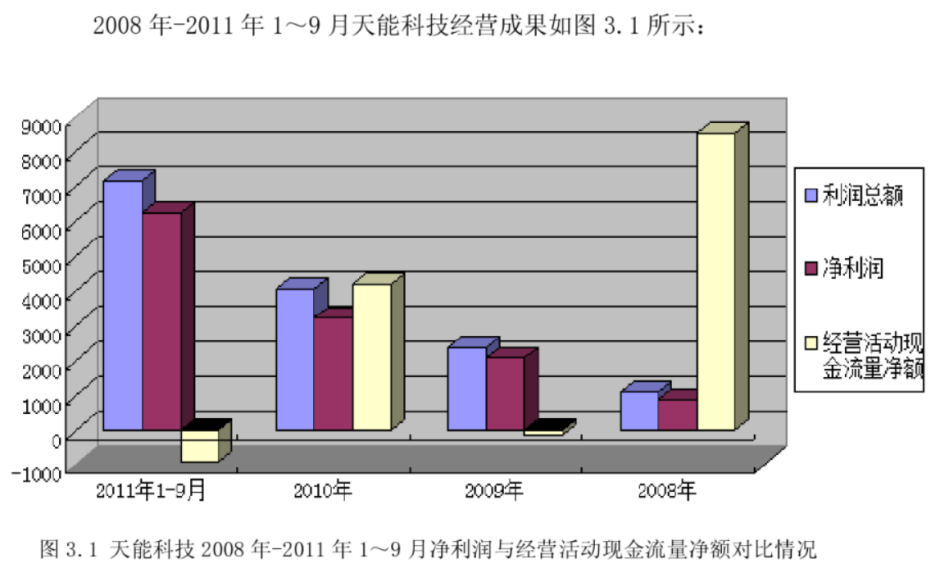 2008 年-2011 年 1～9 月天能科技经营成果如图 3.1 所示：
9000
8000
7000
6000
5000
4000
3000
2000
1000
0
-1000
2011年1-9月
2010年
2009年
2008年
利润总额
净利润
经营活动现
金流量净额
图 3.1 天能科技 2008 年-2011 年 1～9 月净利润与经营活动现金流量净额对比情况